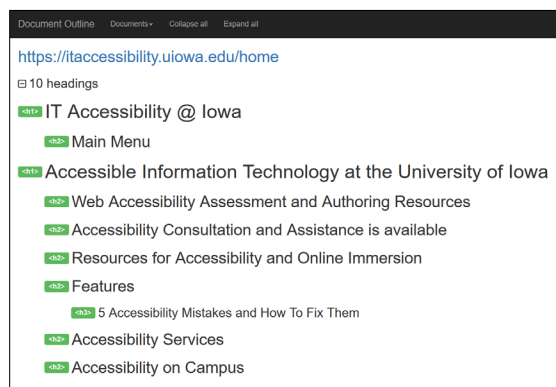 Document Outline Documents Collapse all Expand all
https://itaccessibility.uiowa.edu/home
10 headings
<h1> IT Accessibility @ Iowa
<h2> Main Menu
<h1> Accessible Information Technology at the University of Iowa
<h2> Web Accessibility Assessment and Authoring Resources
<h2> Accessibility Consultation and Assistance is available
<h2> Resources for Accessibility and Online Immersion
<h2> Features
<h3> 5 Accessibility Mistakes and How To Fix Them
<h2> Accessibility Services
<h2> Accessibility on Campus